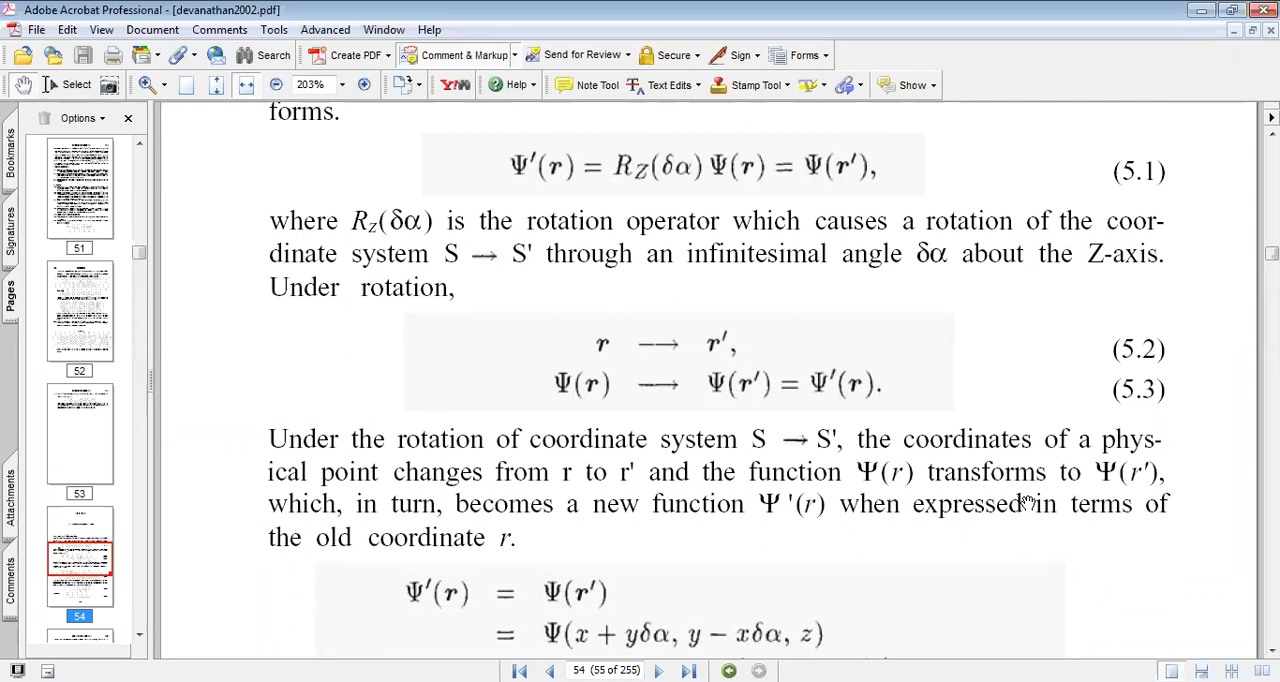 Adobe Acrobat Professional - [devanathan2002.pdf]
File Edit View Document Comments Tools Advanced Window Help
Search Create PDF Comment & Markup Send for Review Secure Sign Forms
Select 203% Y! Help Note Tool Text Edits Stamp Tool Show
Options
Bookmarks
Signatures
Pages
Attachments
Comments
51
52
53
54
forms.
Ψ′(r) = R_Z(δα) Ψ(r) = Ψ(r′), (5.1)
where R_Z(δα) is the rotation operator which causes a rotation of the coor-
dinate system S → S' through an infinitesimal angle δα about the Z-axis.
Under rotation,
r → r′, (5.2)
Ψ(r) → Ψ(r′) = Ψ′(r). (5.3)
Under the rotation of coordinate system S → S', the coordinates of a phys-
ical point changes from r to r' and the function Ψ(r) transforms to Ψ(r'),
which, in turn, becomes a new function Ψ '(r) when expressed in terms of
the old coordinate r.
Ψ′(r) = Ψ(r′)
= Ψ(x + yδα, y − xδα, z)
54 (55 of 255)